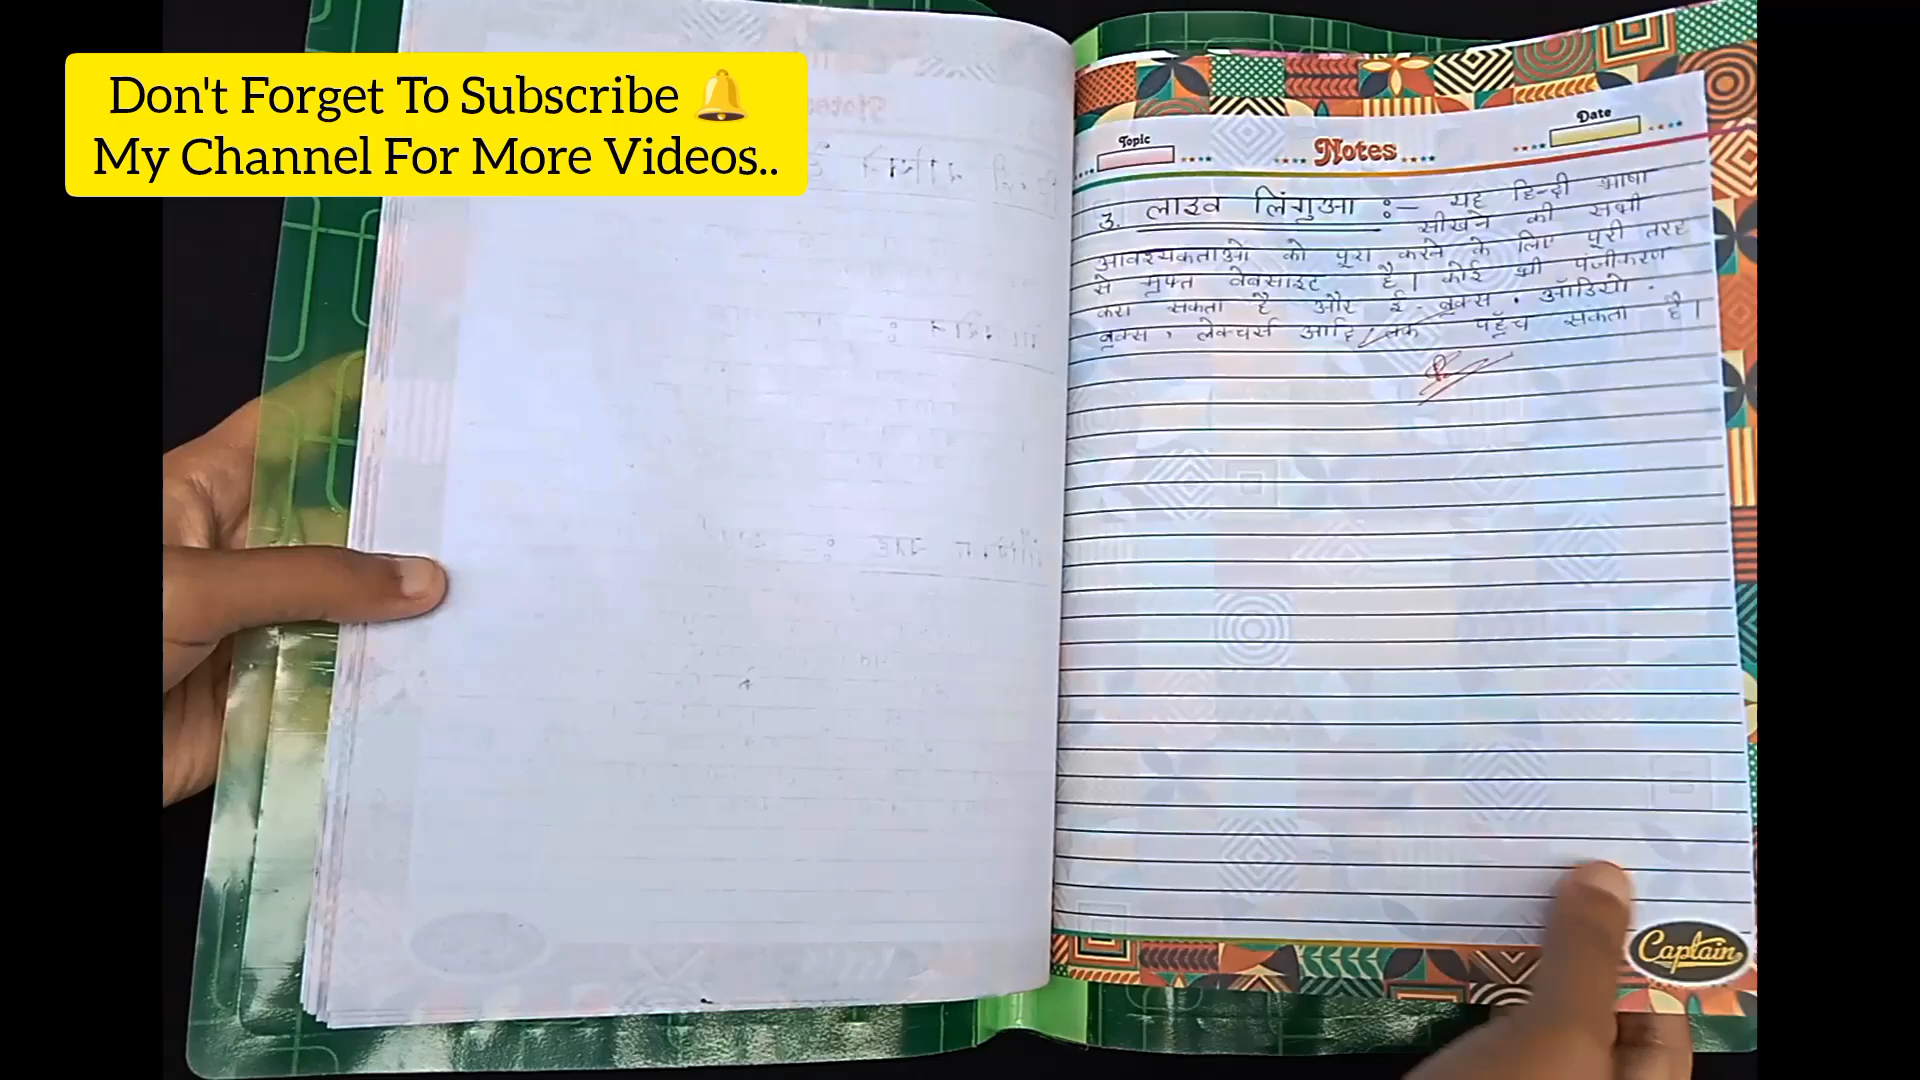 Don't Forget To Subscribe 🔔
My Channel For More Videos..
Topic
Notes
Date
3. लाइव लिंगुआ :- यह हिन्दी भाषा
सीखने की सभी
आवश्यकताओं को पूरा करने के लिए पूरी तरह
से मुफ्त वेबसाइट है। कोई भी पंजीकरण
करा सकता है और ई-बुक्स, ऑडियो-
बुक्स, लेक्चर्स आदि तक पहुँच सकता है।
Captain